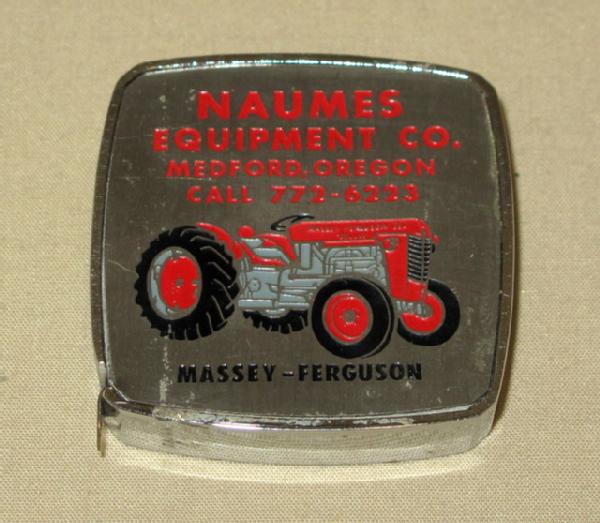 NAUMES
EQUIPMENT CO.
MEDFORD, OREGON
CALL 772-6223
MASSEY-FERGUSON